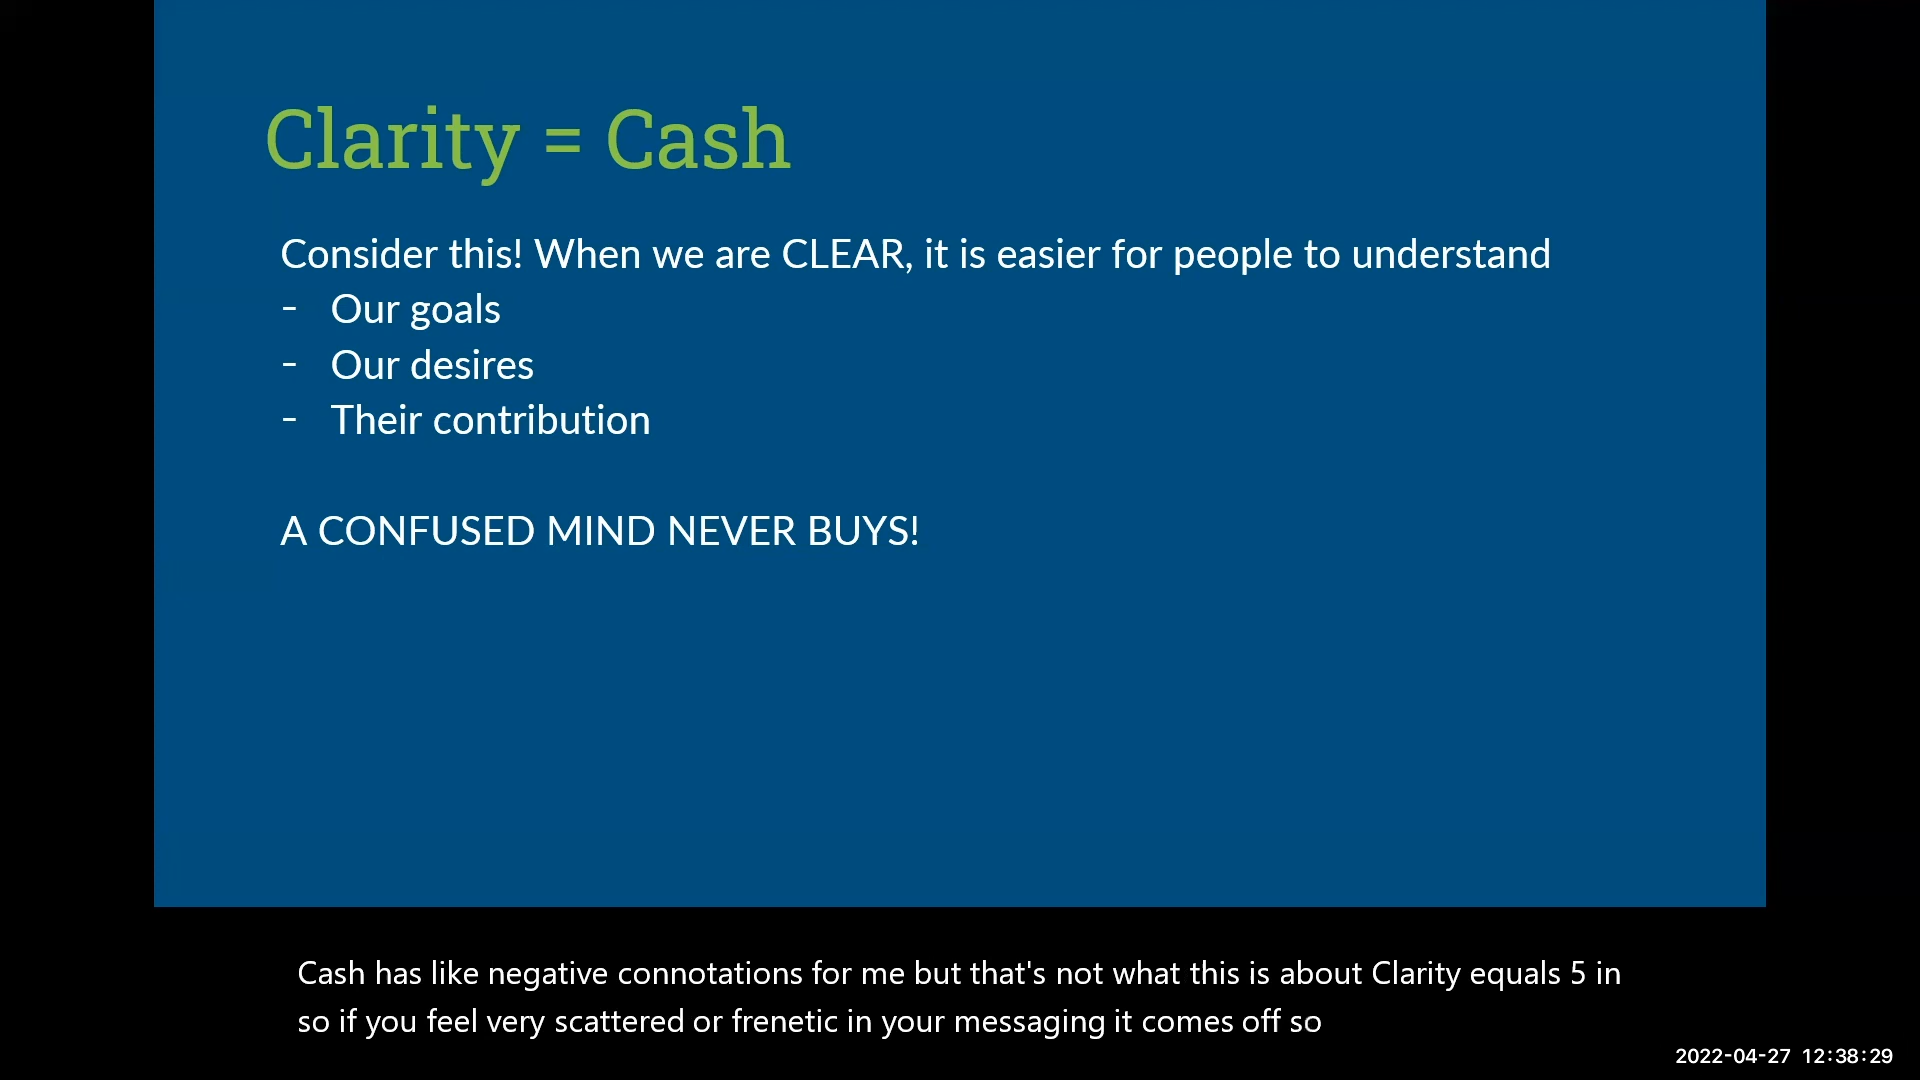 Clarity = Cash
Consider this! When we are CLEAR, it is easier for people to understand
- Our goals
- Our desires
- Their contribution
A CONFUSED MIND NEVER BUYS!
Cash has like negative connotations for me but that's not what this is about Clarity equals 5 in
so if you feel very scattered or frenetic in your messaging it comes off so
2022-04-27 12:38:29